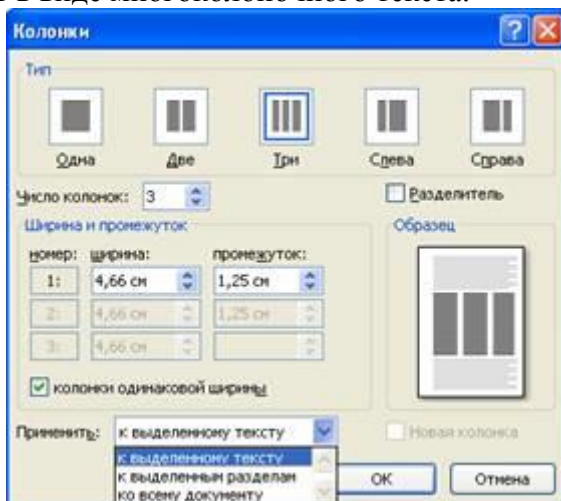 в виде многоколоночного текста.
Колонки
Тип
Одна Две Три Слева Справа
Число колонок: 3 Разделитель
Ширина и промежуток Образец
номер: ширина: промежуток:
1: 4,66 см 1,25 см
2: 4,66 см 1,25 см
3: 4,66 см
колонки одинаковой ширины
Применить: к выделенному тексту Новая колонка
к выделенному тексту
к выделенным разделам ОК Отмена
ко всему документу